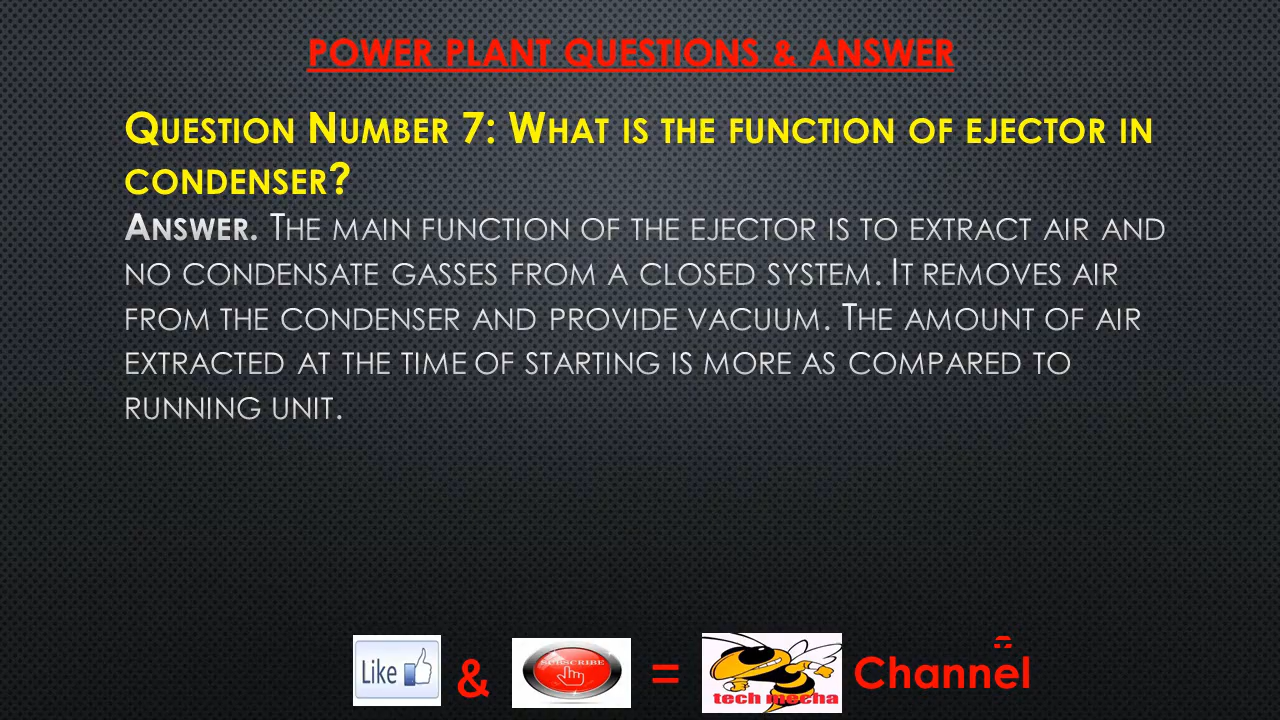 POWER PLANT QUESTIONS & ANSWER
QUESTION NUMBER 7: WHAT IS THE FUNCTION OF EJECTOR IN
CONDENSER?
ANSWER. THE MAIN FUNCTION OF THE EJECTOR IS TO EXTRACT AIR AND
NO CONDENSATE GASSES FROM A CLOSED SYSTEM. IT REMOVES AIR
FROM THE CONDENSER AND PROVIDE VACUUM. THE AMOUNT OF AIR
EXTRACTED AT THE TIME OF STARTING IS MORE AS COMPARED TO
RUNNING UNIT.
Like & SUBSCRIBE = tech mecha Channel